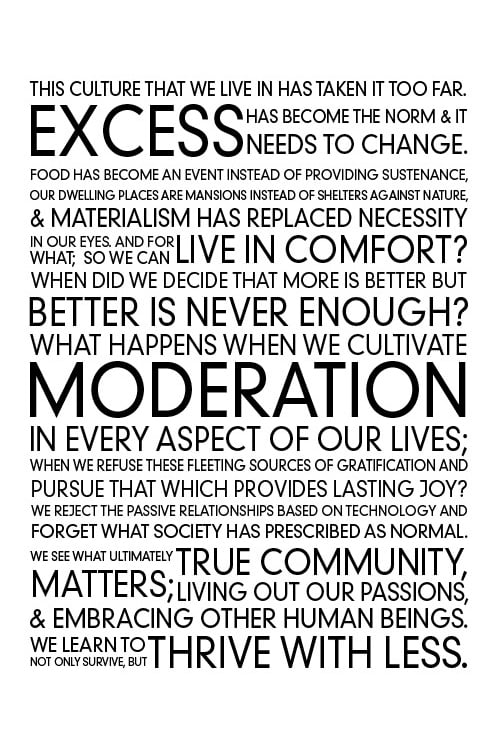 THIS CULTURE THAT WE LIVE IN HAS TAKEN IT TOO FAR.
EXCESS HAS BECOME THE NORM & IT
NEEDS TO CHANGE.
FOOD HAS BECOME AN EVENT INSTEAD OF PROVIDING SUSTENANCE,
OUR DWELLING PLACES ARE MANSIONS INSTEAD OF SHELTERS AGAINST NATURE,
& MATERIALISM HAS REPLACED NECESSITY
IN OUR EYES. AND FOR
WHAT; SO WE CAN LIVE IN COMFORT?
WHEN DID WE DECIDE THAT MORE IS BETTER BUT
BETTER IS NEVER ENOUGH?
WHAT HAPPENS WHEN WE CULTIVATE
MODERATION
IN EVERY ASPECT OF OUR LIVES;
WHEN WE REFUSE THESE FLEETING SOURCES OF GRATIFICATION AND
PURSUE THAT WHICH PROVIDES LASTING JOY?
WE REJECT THE PASSIVE RELATIONSHIPS BASED ON TECHNOLOGY AND
FORGET WHAT SOCIETY HAS PRESCRIBED AS NORMAL.
WE SEE WHAT ULTIMATELY
MATTERS; TRUE COMMUNITY,
LIVING OUT OUR PASSIONS,
& EMBRACING OTHER HUMAN BEINGS.
WE LEARN TO
NOT ONLY SURVIVE, BUT THRIVE WITH LESS.